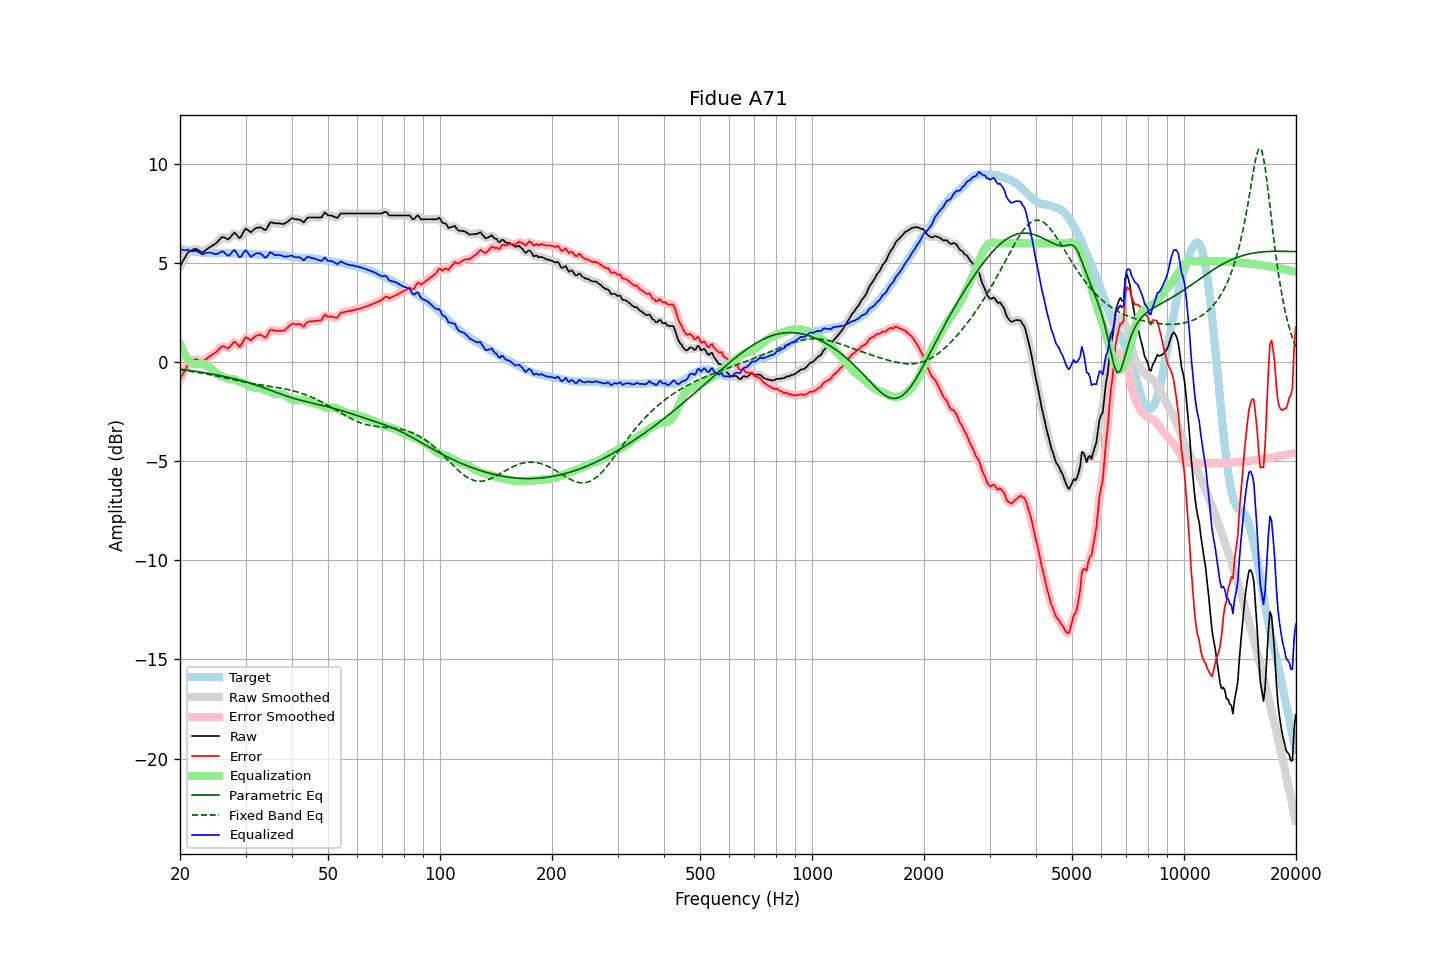 Fidue A71
10
5
0
−5
−10
−15
−20
Amplitude (dBr)
Target
Raw Smoothed
Error Smoothed
Raw
Error
Equalization
Parametric Eq
Fixed Band Eq
Equalized
20 50 100 200 500 1000 2000 5000 10000 20000
Frequency (Hz)